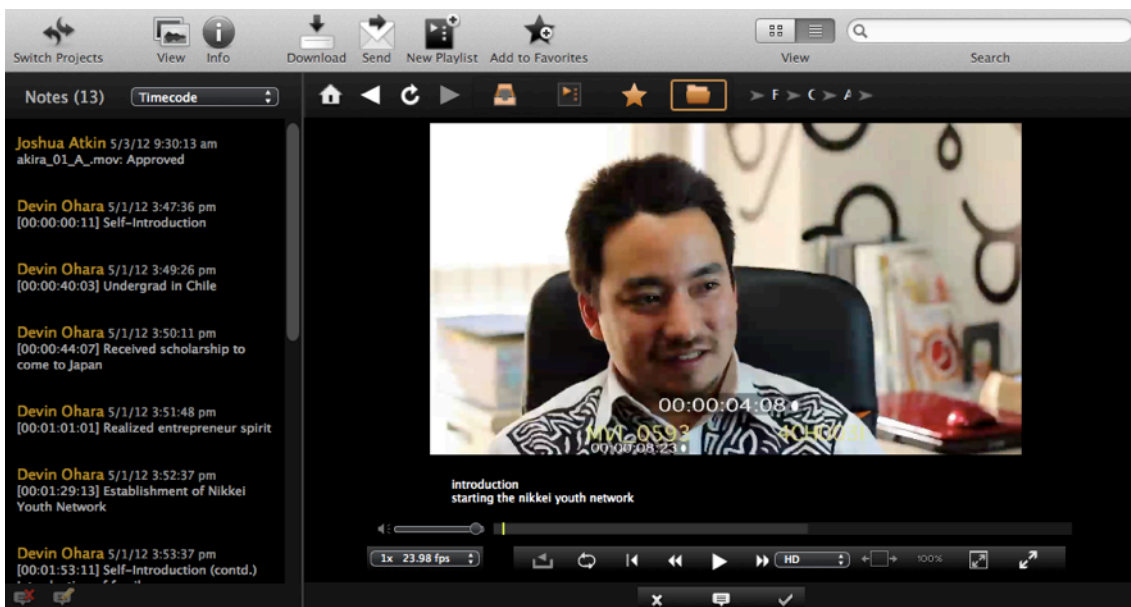 Switch Projects
View
Info
Download
Send
New Playlist
Add to Favorites
View
Search
Notes (13)
Timecode
F
C
A
Joshua Atkin 5/3/12 9:30:13 am
akira_01_A_.mov: Approved
Devin Ohara 5/1/12 3:47:36 pm
[00:00:00:11] Self-Introduction
Devin Ohara 5/1/12 3:49:26 pm
[00:00:40:03] Undergrad in Chile
Devin Ohara 5/1/12 3:50:11 pm
[00:00:44:07] Received scholarship to
come to Japan
Devin Ohara 5/1/12 3:51:48 pm
[00:01:01:01] Realized entrepreneur spirit
Devin Ohara 5/1/12 3:52:37 pm
[00:01:29:13] Establishment of Nikkei
Youth Network
Devin Ohara 5/1/12 3:53:37 pm
[00:01:53:11] Self-Introduction (contd.)
00:00:04:08
MVI_0593
00:00:08:23
introduction
starting the nikkei youth network
1x 23.98 fps
HD
100%